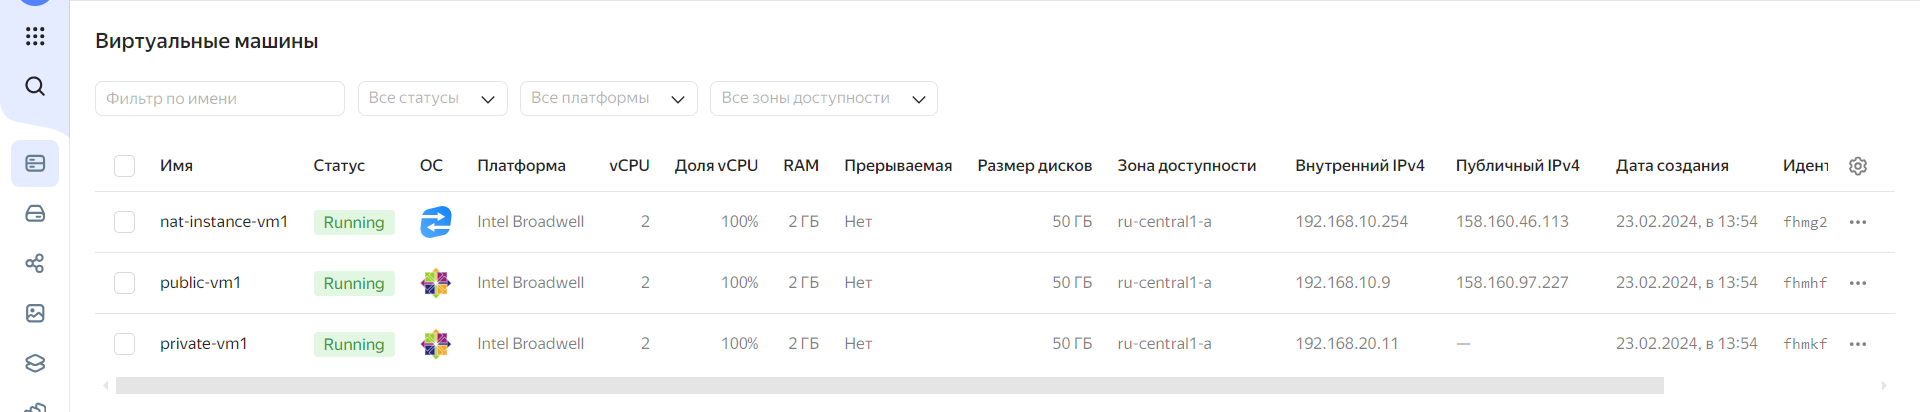 Виртуальные машины
Фильтр по имени Все статусы Все платформы Все зоны доступности
Имя Статус ОС Платформа vCPU Доля vCPU RAM Прерываемая Размер дисков Зона доступности Внутренний IPv4 Публичный IPv4 Дата создания Идент
nat-instance-vm1 Running Intel Broadwell 2 100% 2 ГБ Нет 50 ГБ ru-central1-a 192.168.10.254 158.160.46.113 23.02.2024, в 13:54 fhmg2
public-vm1 Running Intel Broadwell 2 100% 2 ГБ Нет 50 ГБ ru-central1-a 192.168.10.9 158.160.97.227 23.02.2024, в 13:54 fhmhf
private-vm1 Running Intel Broadwell 2 100% 2 ГБ Нет 50 ГБ ru-central1-a 192.168.20.11 — 23.02.2024, в 13:54 fhmkf